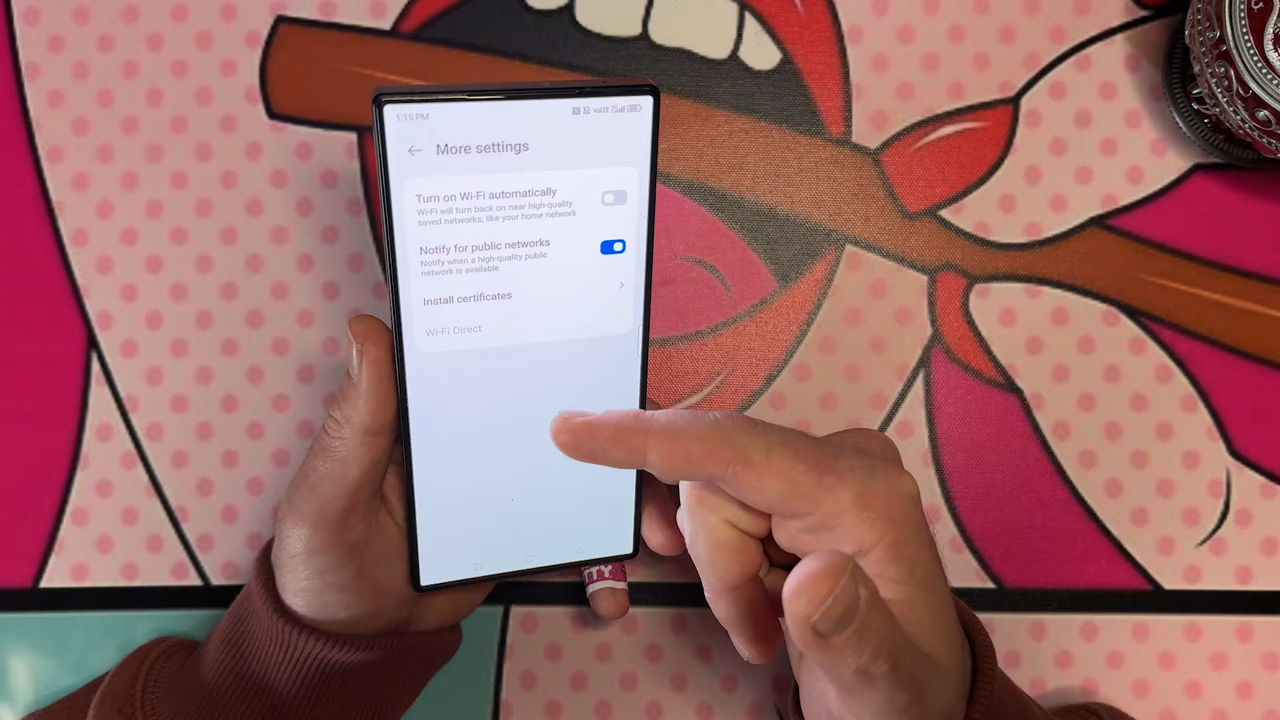 1:15 PM
VoLTE
More settings
Turn on Wi-Fi automatically
Wi-Fi will turn back on near high-quality
saved networks, like your home network
Notify for public networks
Notify when a high-quality public
network is available
Install certificates
Wi-Fi Direct
TTY